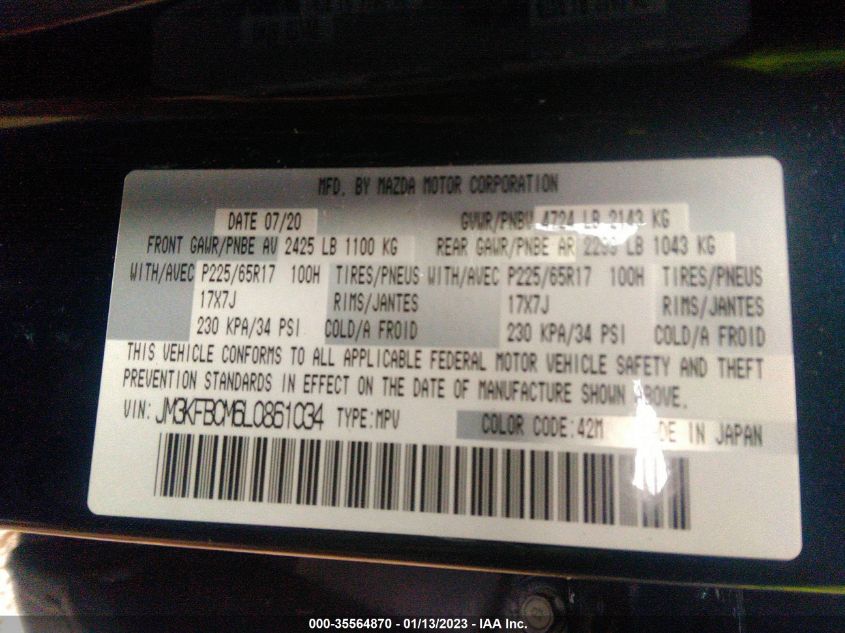 MFD. BY MAZDA MOTOR CORPORATION
DATE 07/20 GVWR/PNBV 4724 LB 2143 KG
FRONT GAWR/PNBE AV 2425 LB 1100 KG REAR GAWR/PNBE AR LB 1043 KG
WITH/AVEC P225/65R17 100H TIRES/PNEUS WITH/AVEC P225/65R17 100H TIRES/PNEUS
17X7J RIMS/JANTES 17X7J RIMS/JANTES
230 KPA/34 PSI COLD/A FROID 230 KPA/34 PSI COLD/A FROID
THIS VEHICLE CONFORMS TO ALL APPLICABLE FEDERAL MOTOR VEHICLE SAFETY AND THEFT
PREVENTION STANDARDS IN EFFECT ON THE DATE OF MANUFACTURE SHOWN ABOVE.
VIN: JM3KFBCM6L0861034 TYPE:MPV COLOR CODE:42M IN JAPAN
000-35564870 - 01/13/2023 - IAA Inc.